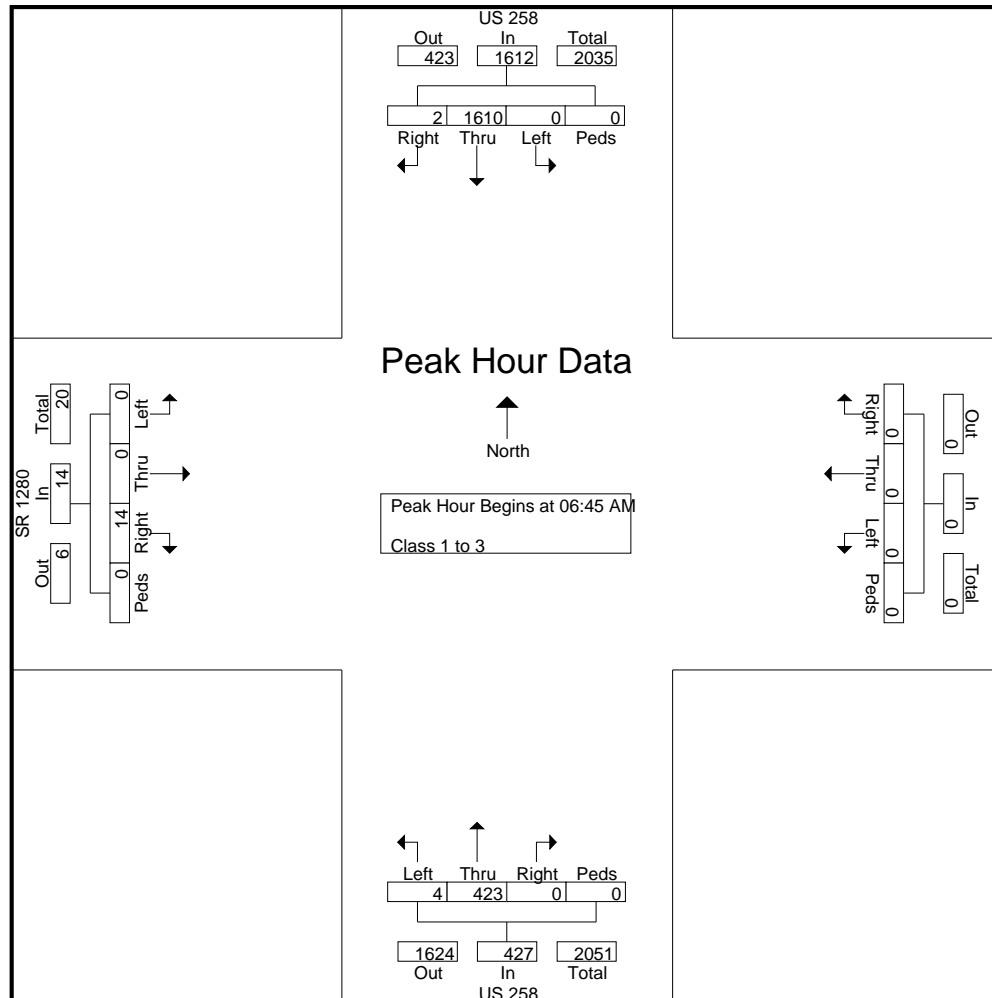 US 258
Out In Total
423 1612 2035
2 1610 0 0
Right Thru Left Peds
Peak Hour Data
North
Peak Hour Begins at 06:45 AM
Class 1 to 3
SR 1280
Total In Out
20 14 6
0 0 14 0
Left Thru Right Peds
Right Thru Left Peds
0 0 0 0
Out In Total
0 0 0
Left Thru Right Peds
4 423 0 0
1624 427 2051
Out In Total
US 258